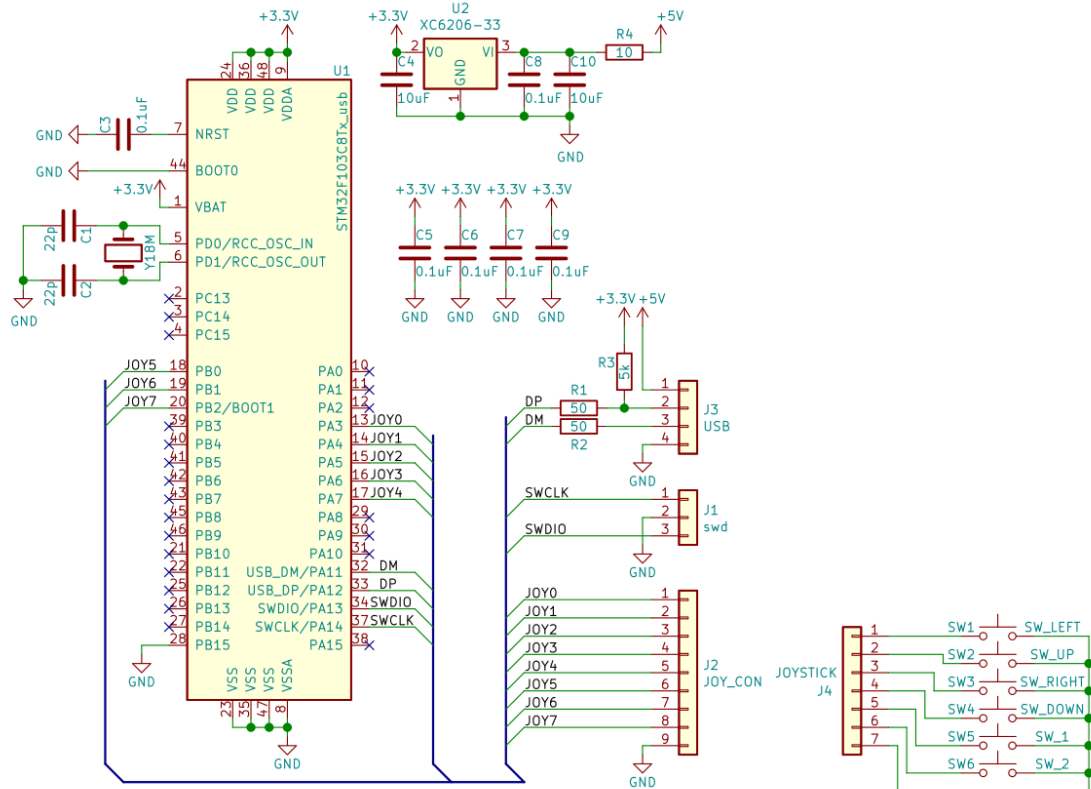 +3.3V
U1
24
36
48
9
VDD
VDD
VDD
VDDA
STM32F103C8Tx_usb
GND
C3
0.1uF
7
NRST
GND
44
BOOT0
+3.3V
1
VBAT
22p
C1
5
PD0/RCC_OSC_IN
Y1
8M
6
PD1/RCC_OSC_OUT
22p
C2
GND
2
PC13
3
PC14
4
PC15
JOY5
18
PB0
JOY6
19
PB1
JOY7
20
PB2/BOOT1
39
PB3
40
PB4
41
PB5
42
PB6
43
PB7
45
PB8
46
PB9
21
PB10
22
PB11
25
PB12
26
PB13
27
PB14
28
PB15
GND
PA0
10
PA1
11
PA2
12
PA3
13
JOY0
PA4
14
JOY1
PA5
15
JOY2
PA6
16
JOY3
PA7
17
JOY4
PA8
29
PA9
30
PA10
31
USB_DM/PA11
32
DM
USB_DP/PA12
33
DP
SWDIO/PA13
34
SWDIO
SWCLK/PA14
37
SWCLK
PA15
38
VSS
VSS
VSS
VSSA
23
35
47
8
GND
U2
XC6206-33
+3.3V
2
VO
VI
3
GND
1
C4
10uF
C8
0.1uF
C10
10uF
R4
10
+5V
GND
+3.3V
+3.3V
+3.3V
+3.3V
C5
0.1uF
C6
0.1uF
C7
0.1uF
C9
0.1uF
GND
GND
GND
GND
+3.3V
+5V
R3
5k
DP
R1
50
DM
50
R2
1
2
3
4
J3
USB
GND
SWCLK
SWDIO
1
2
3
J1
swd
GND
JOY0
1
JOY1
2
JOY2
3
JOY3
4
JOY4
5
JOY5
6
JOY6
7
JOY7
8
9
J2
JOY_CON
GND
JOYSTICK
J4
1
2
3
4
5
6
7
SW1
SW_LEFT
SW2
SW_UP
SW3
SW_RIGHT
SW4
SW_DOWN
SW5
SW_1
SW6
SW_2